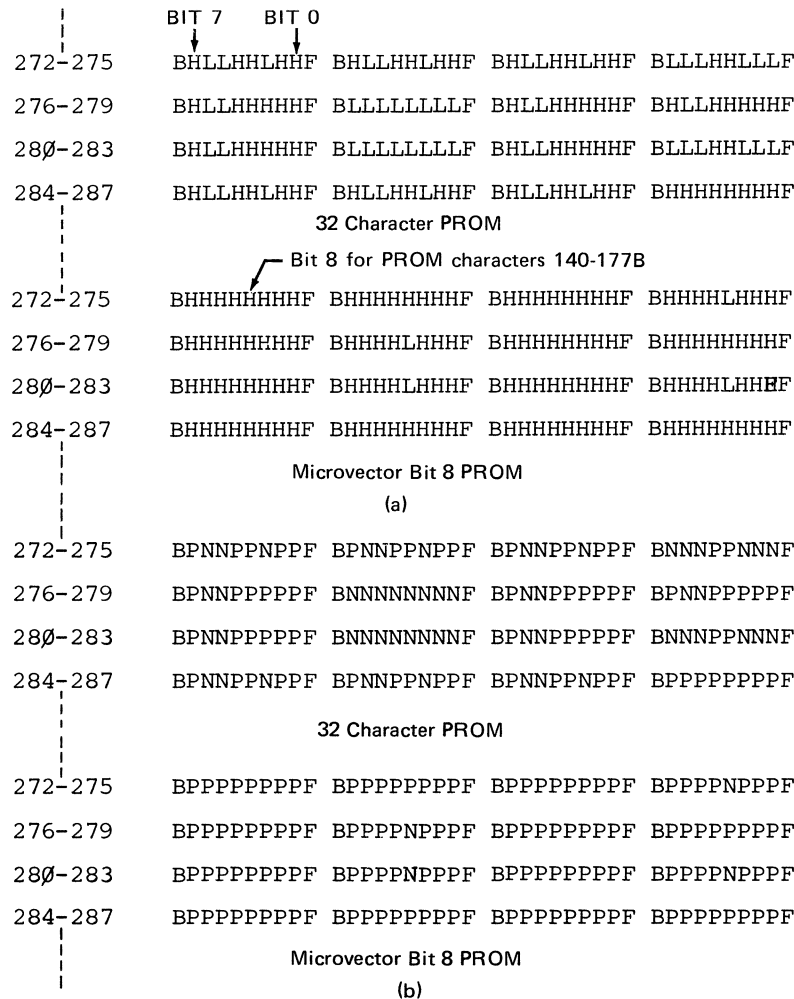 BIT 7 BIT 0
272-275 BHLLHHLHHF BHLLHHLHHF BHLLHHLHHF BLLLHHLLLF
276-279 BHLLHHHHHF BLLLLLLLLF BHLLHHHHHF BHLLHHHHHF
28Ø-283 BHLLHHHHHF BLLLLLLLLF BHLLHHHHHF BLLLHHLLLF
284-287 BHLLHHLHHF BHLLHHLHHF BHLLHHLHHF BHHHHHHHHF
32 Character PROM
Bit 8 for PROM characters 140-177B
272-275 BHHHHHHHHF BHHHHHHHHF BHHHHHHHHF BHHHHLHHHF
276-279 BHHHHHHHHF BHHHHLHHHF BHHHHHHHHF BHHHHHHHHF
28Ø-283 BHHHHHHHHF BHHHHLHHHF BHHHHHHHHF BHHHHLHHHF
284-287 BHHHHHHHHF BHHHHHHHHF BHHHHHHHHF BHHHHHHHHF
Microvector Bit 8 PROM
(a)
272-275 BPNNPPNPPF BPNNPPNPPF BPNNPPNPPF BNNNPPNNNF
276-279 BPNNPPPPPF BNNNNNNNNF BPNNPPPPPF BPNNPPPPPF
28Ø-283 BPNNPPPPPF BNNNNNNNNF BPNNPPPPPF BNNNPPNNNF
284-287 BPNNPPNPPF BPNNPPNPPF BPNNPPNPPF BPPPPPPPPF
32 Character PROM
272-275 BPPPPPPPPF BPPPPPPPPF BPPPPPPPPF BPPPPNPPPF
276-279 BPPPPPPPPF BPPPPNPPPF BPPPPPPPPF BPPPPPPPPF
28Ø-283 BPPPPPPPPF BPPPPNPPPF BPPPPPPPPF BPPPPNPPPF
284-287 BPPPPPPPPF BPPPPPPPPF BPPPPPPPPF BPPPPPPPPF
Microvector Bit 8 PROM
(b)